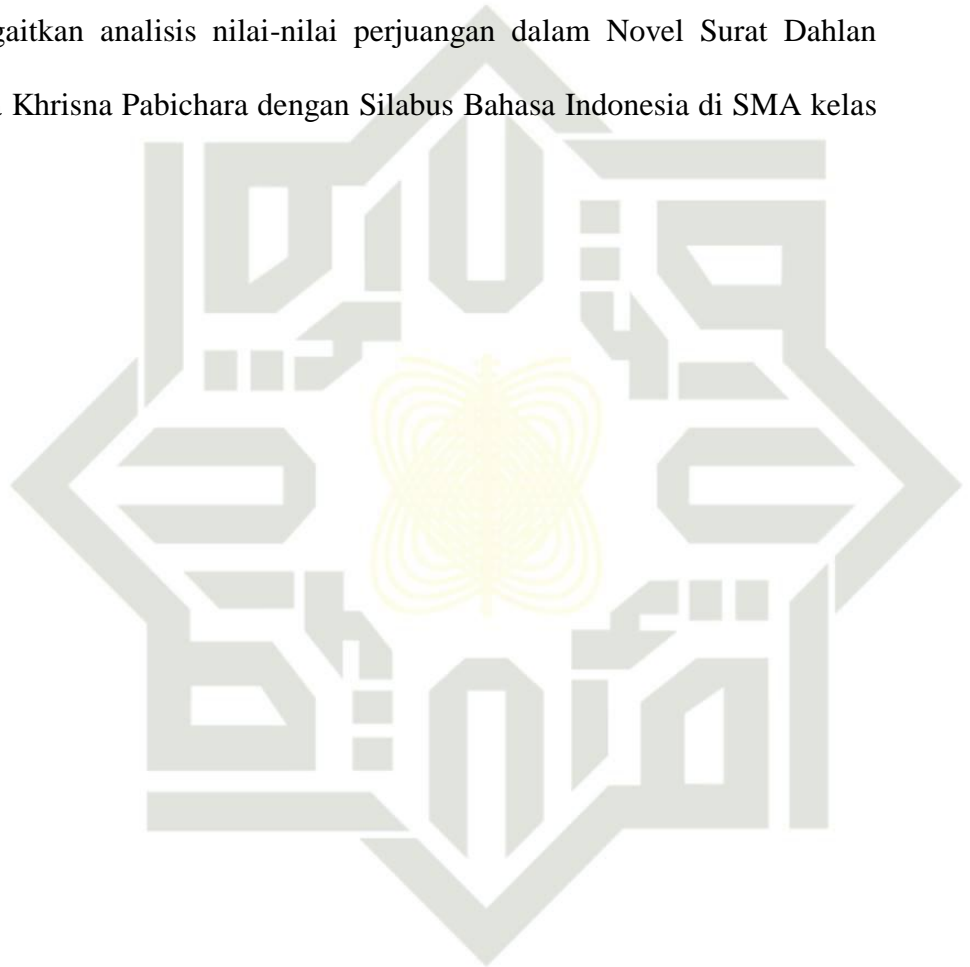 gaitkan analisis nilai-nilai perjuangan dalam Novel Surat Dahlan
Khrisna Pabichara dengan Silabus Bahasa Indonesia di SMA kelas